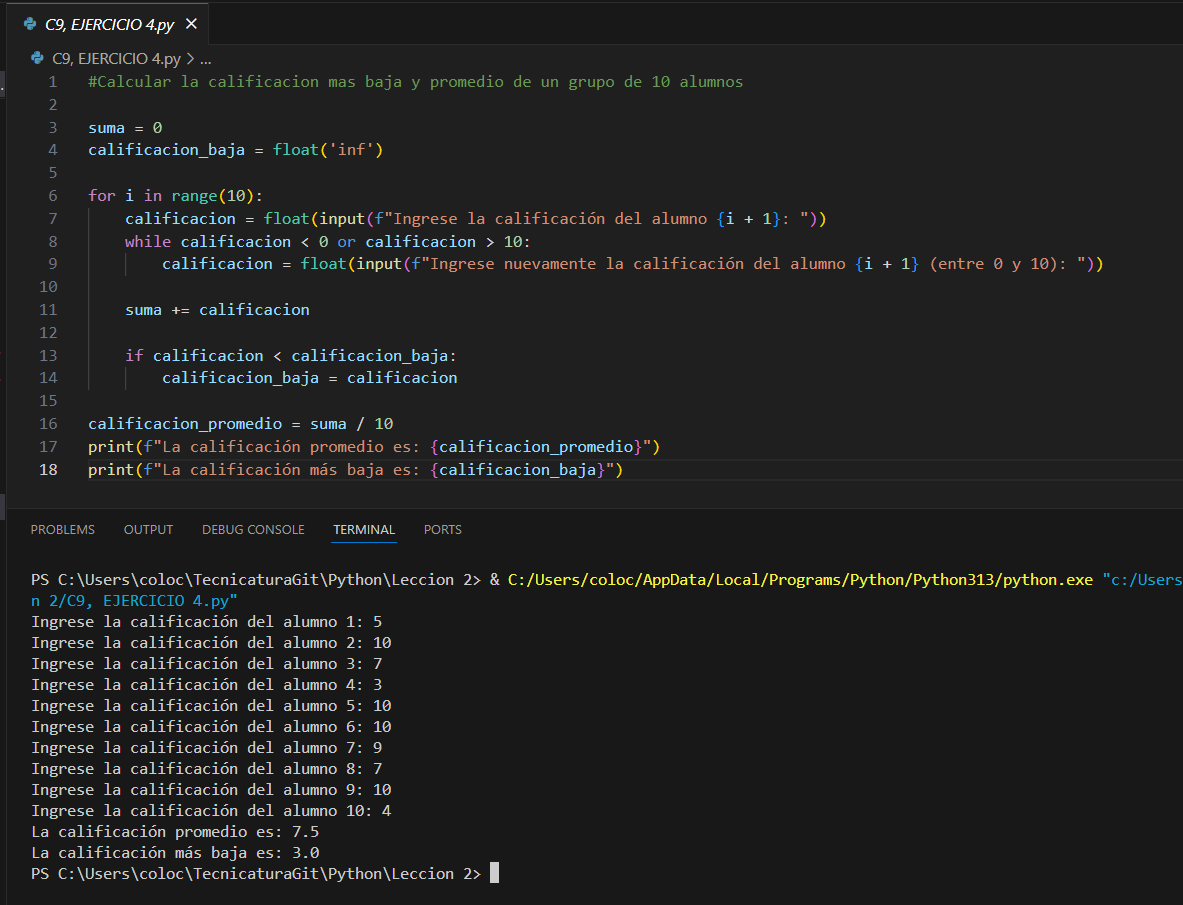 C9, EJERCICIO 4.py
C9, EJERCICIO 4.py > ...
1 #Calcular la calificacion mas baja y promedio de un grupo de 10 alumnos
2
3 suma = 0
4 calificacion_baja = float('inf')
5
6 for i in range(10):
7     calificacion = float(input(f"Ingrese la calificación del alumno {i + 1}: "))
8     while calificacion < 0 or calificacion > 10:
9         calificacion = float(input(f"Ingrese nuevamente la calificación del alumno {i + 1} (entre 0 y 10): "))
10
11     suma += calificacion
12
13     if calificacion < calificacion_baja:
14         calificacion_baja = calificacion
15
16 calificacion_promedio = suma / 10
17 print(f"La calificación promedio es: {calificacion_promedio}")
18 print(f"La calificación más baja es: {calificacion_baja}")
PROBLEMS OUTPUT DEBUG CONSOLE TERMINAL PORTS
PS C:\Users\coloc\TecnicaturaGit\Python\Leccion 2> & C:/Users/coloc/AppData/Local/Programs/Python/Python313/python.exe "c:/Users
n 2/C9, EJERCICIO 4.py"
Ingrese la calificación del alumno 1: 5
Ingrese la calificación del alumno 2: 10
Ingrese la calificación del alumno 3: 7
Ingrese la calificación del alumno 4: 3
Ingrese la calificación del alumno 5: 10
Ingrese la calificación del alumno 6: 10
Ingrese la calificación del alumno 7: 9
Ingrese la calificación del alumno 8: 7
Ingrese la calificación del alumno 9: 10
Ingrese la calificación del alumno 10: 4
La calificación promedio es: 7.5
La calificación más baja es: 3.0
PS C:\Users\coloc\TecnicaturaGit\Python\Leccion 2>